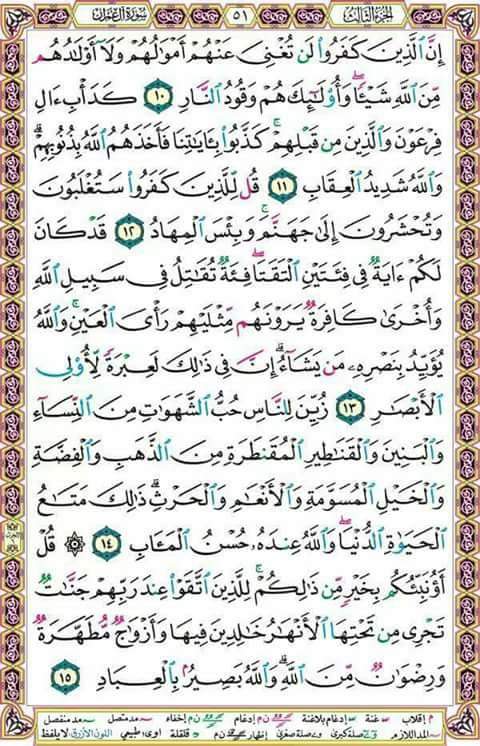 الجزء الثالث ٥١ سورة آل عمران
إِنَّ ٱلَّذِينَ كَفَرُوا۟ لَن تُغْنِىَ عَنْهُمْ أَمْوَٰلُهُمْ وَلَآ أَوْلَٰدُهُم
مِّنَ ٱللَّهِ شَيْـًٔا ۖ وَأُو۟لَٰٓئِكَ هُمْ وَقُودُ ٱلنَّارِ ١٠ كَدَأْبِ ءَالِ
فِرْعَوْنَ وَٱلَّذِينَ مِن قَبْلِهِمْ ۚ كَذَّبُوا۟ بِـَٔايَٰتِنَا فَأَخَذَهُمُ ٱللَّهُ بِذُنُوبِهِمْ ۗ
وَٱللَّهُ شَدِيدُ ٱلْعِقَابِ ١١ قُل لِّلَّذِينَ كَفَرُوا۟ سَتُغْلَبُونَ
وَتُحْشَرُونَ إِلَىٰ جَهَنَّمَ ۚ وَبِئْسَ ٱلْمِهَادُ ١٢ قَدْ كَانَ
لَكُمْ ءَايَةٌ فِى فِئَتَيْنِ ٱلْتَقَتَا ۖ فِئَةٌ تُقَٰتِلُ فِى سَبِيلِ ٱللَّهِ
وَأُخْرَىٰ كَافِرَةٌ يَرَوْنَهُم مِّثْلَيْهِمْ رَأْىَ ٱلْعَيْنِ ۚ وَٱللَّهُ
يُؤَيِّدُ بِنَصْرِهِۦ مَن يَشَآءُ ۗ إِنَّ فِى ذَٰلِكَ لَعِبْرَةً لِّأُو۟لِى
ٱلْأَبْصَٰرِ ١٣ زُيِّنَ لِلنَّاسِ حُبُّ ٱلشَّهَوَٰتِ مِنَ ٱلنِّسَآءِ
وَٱلْبَنِينَ وَٱلْقَنَٰطِيرِ ٱلْمُقَنطَرَةِ مِنَ ٱلذَّهَبِ وَٱلْفِضَّةِ
وَٱلْخَيْلِ ٱلْمُسَوَّمَةِ وَٱلْأَنْعَٰمِ وَٱلْحَرْثِ ۗ ذَٰلِكَ مَتَٰعُ
ٱلْحَيَوٰةِ ٱلدُّنْيَا ۖ وَٱللَّهُ عِندَهُۥ حُسْنُ ٱلْمَـَٔابِ ١٤ ۞ قُلْ
أَؤُنَبِّئُكُم بِخَيْرٍ مِّن ذَٰلِكُمْ ۚ لِلَّذِينَ ٱتَّقَوْا۟ عِندَ رَبِّهِمْ جَنَّٰتٌ
تَجْرِى مِن تَحْتِهَا ٱلْأَنْهَٰرُ خَٰلِدِينَ فِيهَا وَأَزْوَٰجٌ مُّطَهَّرَةٌ
وَرِضْوَٰنٌ مِّنَ ٱللَّهِ ۗ وَٱللَّهُ بَصِيرٌۢ بِٱلْعِبَادِ ١٥
م إقلاب غنة إدغام بلاغنة ن م إدغام ن م إخفاء مد متصل مد منفصل
المد اللازم صلة كبرى صلة صغرى إظهار ن م قلقلة طبيعي اللون الأزرق لا يلفظ